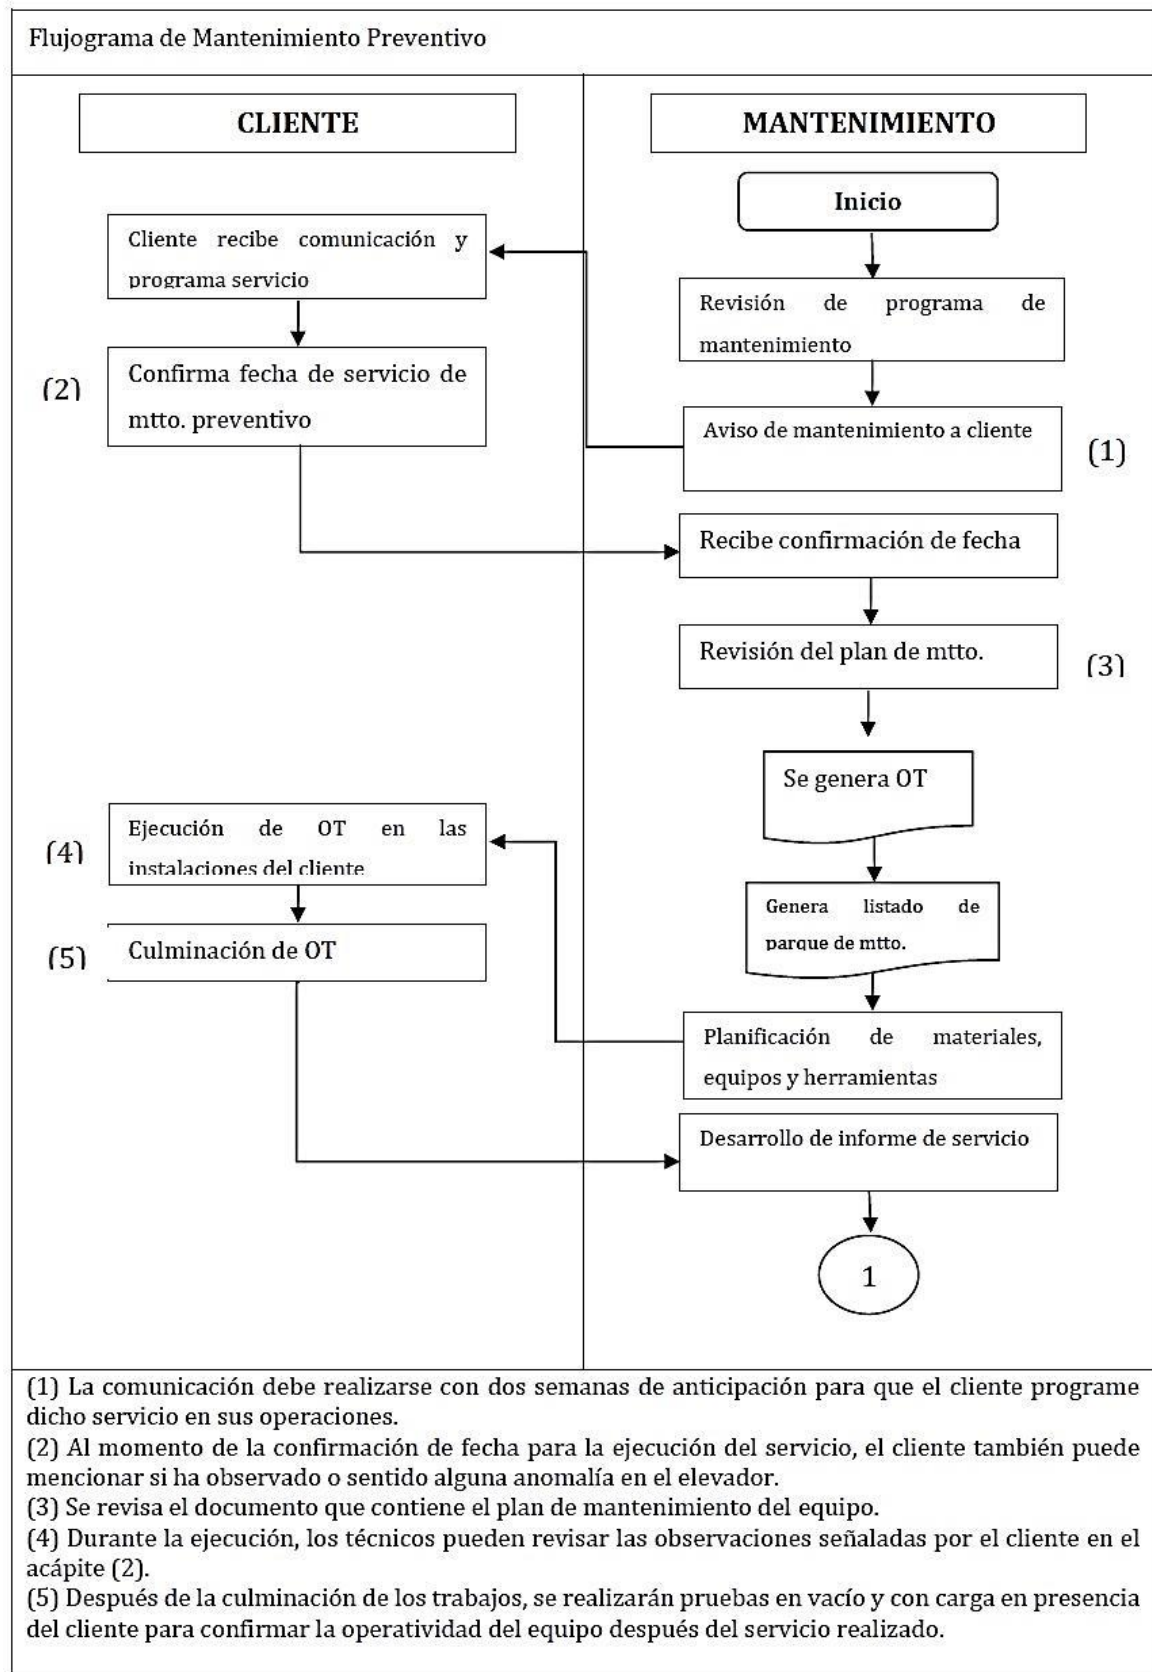 Flujograma de Mantenimiento Preventivo
CLIENTE
MANTENIMIENTO
Inicio
Cliente recibe comunicación y
programa servicio
Revisión de programa de
mantenimiento
(2)
Confirma fecha de servicio de
mtto. preventivo
Aviso de mantenimiento a cliente
(1)
Recibe confirmación de fecha
Revisión del plan de mtto.
(3)
Se genera OT
(4)
Ejecución de OT en las
instalaciones del cliente
Genera listado de
parque de mtto.
(5)
Culminación de OT
Planificación de materiales,
equipos y herramientas
Desarrollo de informe de servicio
1
(1) La comunicación debe realizarse con dos semanas de anticipación para que el cliente programe
dicho servicio en sus operaciones.
(2) Al momento de la confirmación de fecha para la ejecución del servicio, el cliente también puede
mencionar si ha observado o sentido alguna anomalía en el elevador.
(3) Se revisa el documento que contiene el plan de mantenimiento del equipo.
(4) Durante la ejecución, los técnicos pueden revisar las observaciones señaladas por el cliente en el
acápite (2).
(5) Después de la culminación de los trabajos, se realizarán pruebas en vacío y con carga en presencia
del cliente para confirmar la operatividad del equipo después del servicio realizado.